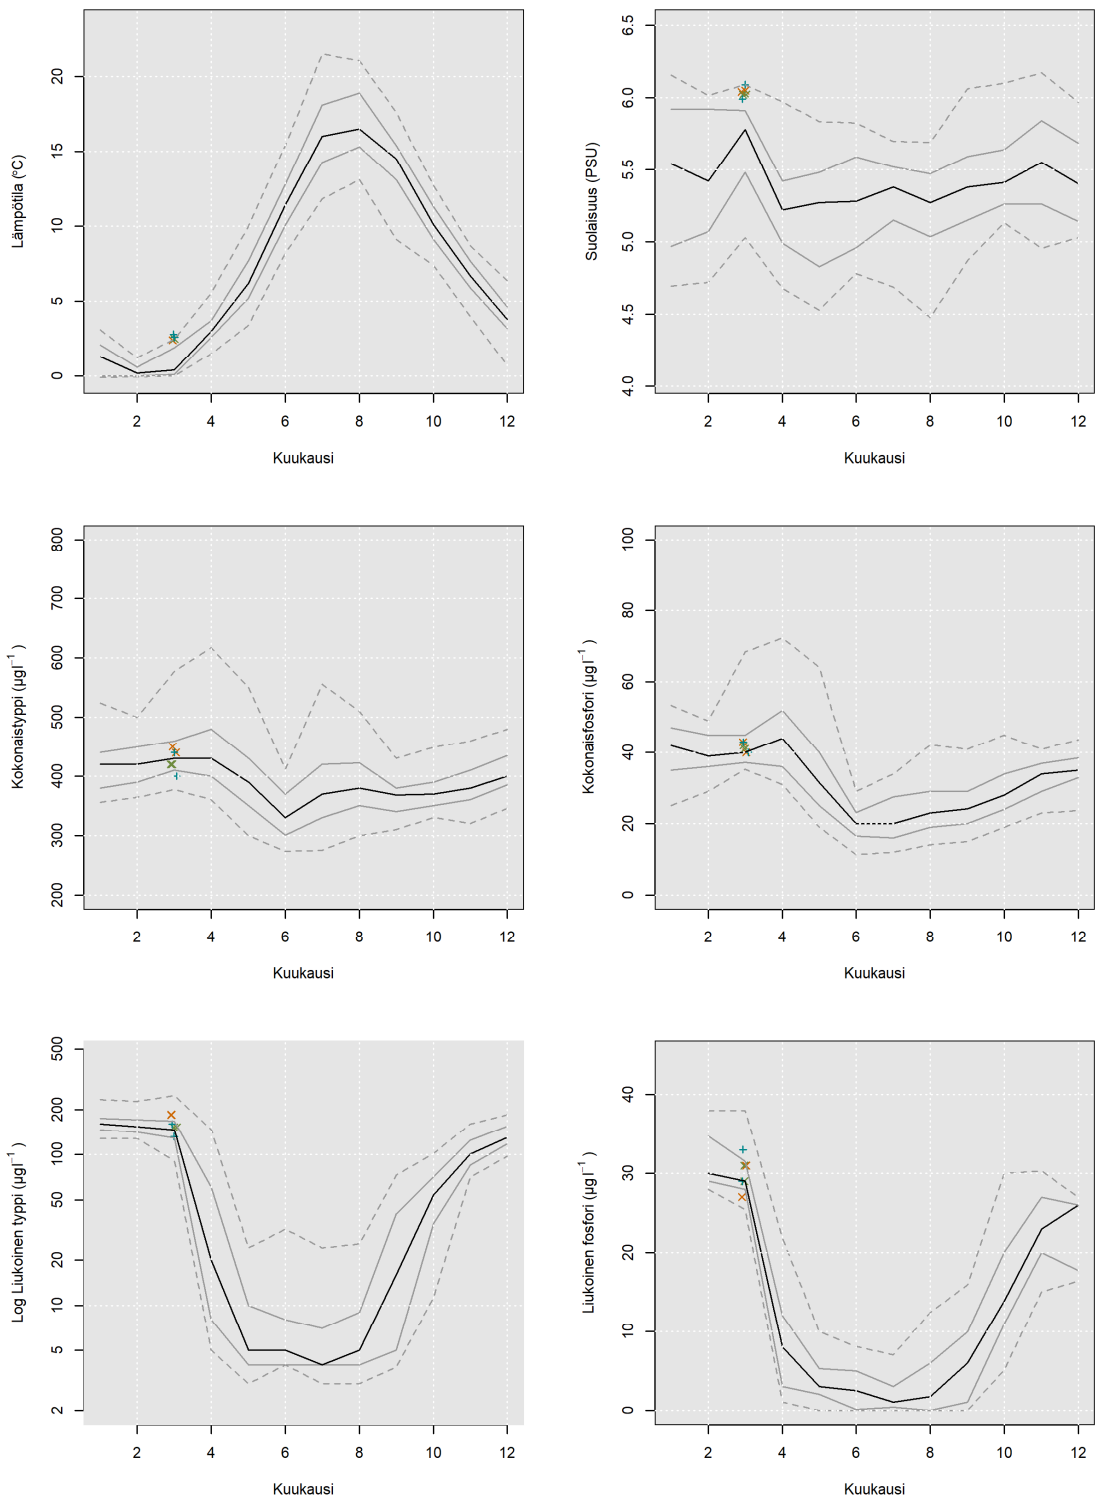 Lämpötila (°C)
20
15
10
5
0
2 4 6 8 10 12
Kuukausi
Suolaisuus (PSU)
6.5
6.0
5.5
5.0
4.5
4.0
2 4 6 8 10 12
Kuukausi
Kokonaistyppi (µgl⁻¹ )
800
700
600
500
400
300
200
2 4 6 8 10 12
Kuukausi
Kokonaisfosfori (µgl⁻¹ )
100
80
60
40
20
0
2 4 6 8 10 12
Kuukausi
Log Liukoinen typpi (µgl⁻¹ )
500
200
100
50
20
10
5
2
2 4 6 8 10 12
Kuukausi
Liukoinen fosfori (µgl⁻¹ )
40
30
20
10
0
2 4 6 8 10 12
Kuukausi